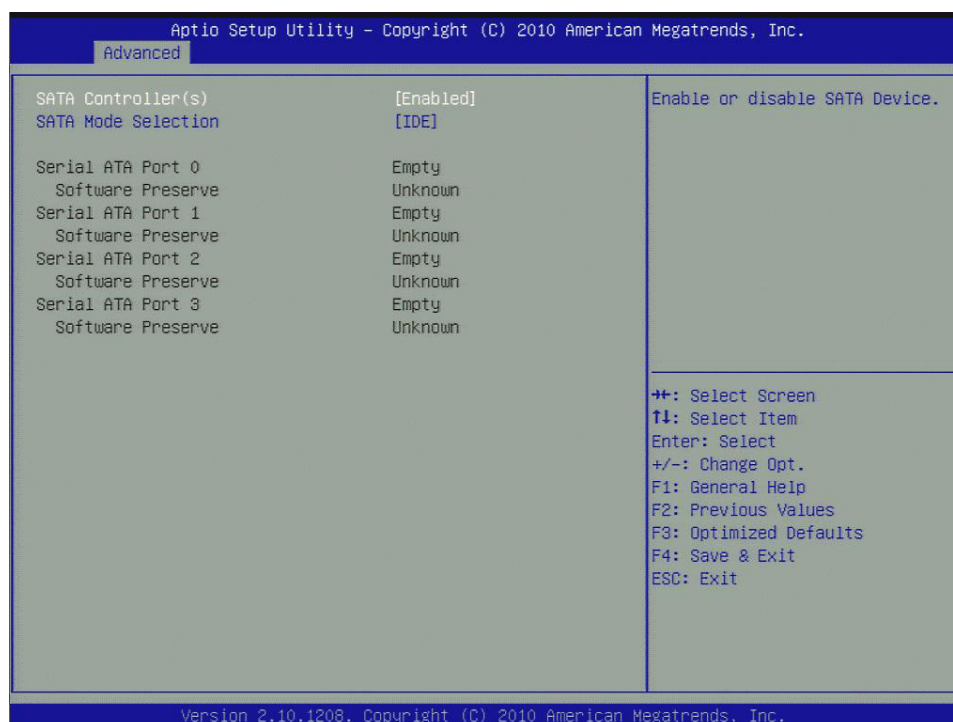 Aptio Setup Utility – Copyright (C) 2010 American Megatrends, Inc.
Advanced
SATA Controller(s) [Enabled]
SATA Mode Selection [IDE]
Serial ATA Port 0 Empty
Software Preserve Unknown
Serial ATA Port 1 Empty
Software Preserve Unknown
Serial ATA Port 2 Empty
Software Preserve Unknown
Serial ATA Port 3 Empty
Software Preserve Unknown
Enable or disable SATA Device.
→←: Select Screen
↑↓: Select Item
Enter: Select
+/-: Change Opt.
F1: General Help
F2: Previous Values
F3: Optimized Defaults
F4: Save & Exit
ESC: Exit
Version 2.10.1208. Copyright (C) 2010 American Megatrends, Inc.